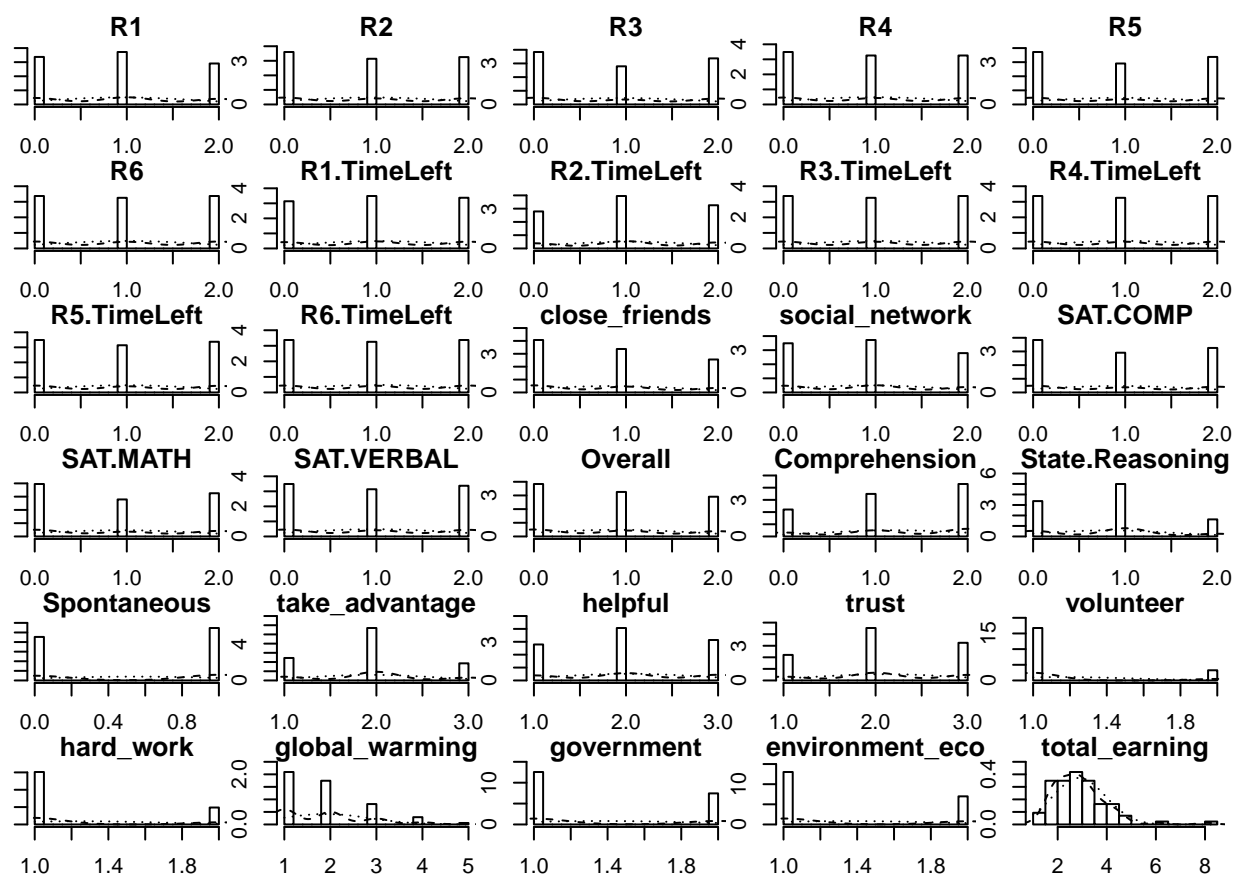 R1 R2 R3 R4 R5
0 3 0 3 0 2 4 0 3
0.0 1.0 2.0 0.0 1.0 2.0 0.0 1.0 2.0 0.0 1.0 2.0 0.0 1.0 2.0
R6 R1.TimeLeft R2.TimeLeft R3.TimeLeft R4.TimeLeft
0 2 4 0 3 0 2 4 0 2 4
0.0 1.0 2.0 0.0 1.0 2.0 0.0 1.0 2.0 0.0 1.0 2.0 0.0 1.0 2.0
R5.TimeLeft R6.TimeLeft close_friends social_network SAT.COMP
0 2 4 0 3 0 3 0 3
0.0 1.0 2.0 0.0 1.0 2.0 0.0 1.0 2.0 0.0 1.0 2.0 0.0 1.0 2.0
SAT.MATH SAT.VERBAL Overall Comprehension State.Reasoning
0 2 4 0 3 0 3 0 3 6
0.0 1.0 2.0 0.0 1.0 2.0 0.0 1.0 2.0 0.0 1.0 2.0 0.0 1.0 2.0
Spontaneous take_advantage helpful trust volunteer
0 4 0 3 0 3 0 15
0.0 0.4 0.8 1.0 2.0 3.0 1.0 2.0 3.0 1.0 2.0 3.0 1.0 1.4 1.8
hard_work global_warming government environment_eco total_earning
0.0 2.0 0 10 0 10 0.0 0.4
1.0 1.4 1.8 1 2 3 4 5 1.0 1.4 1.8 1.0 1.4 1.8 2 4 6 8